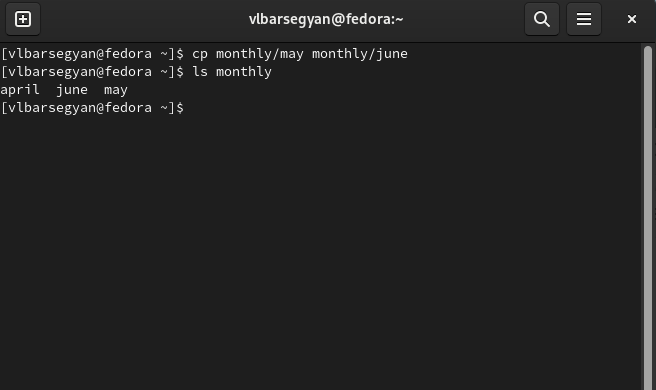 vlbarsegyan@fedora:~
[vlbarsegyan@fedora ~]$ cp monthly/may monthly/june
[vlbarsegyan@fedora ~]$ ls monthly
april  june  may
[vlbarsegyan@fedora ~]$